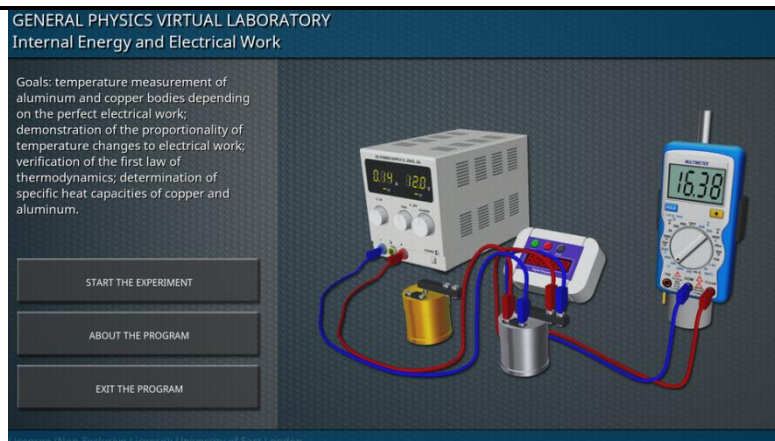 GENERAL PHYSICS VIRTUAL LABORATORY
Internal Energy and Electrical Work
Goals: temperature measurement of
aluminum and copper bodies depending
on the perfect electrical work;
demonstration of the proportionality of
temperature changes to electrical work;
verification of the first law of
thermodynamics; determination of
specific heat capacities of copper and
aluminum.
START THE EXPERIMENT
ABOUT THE PROGRAM
EXIT THE PROGRAM
0.19 A 12.0 V
MULTIMETER
16.38
HOLD
OFF